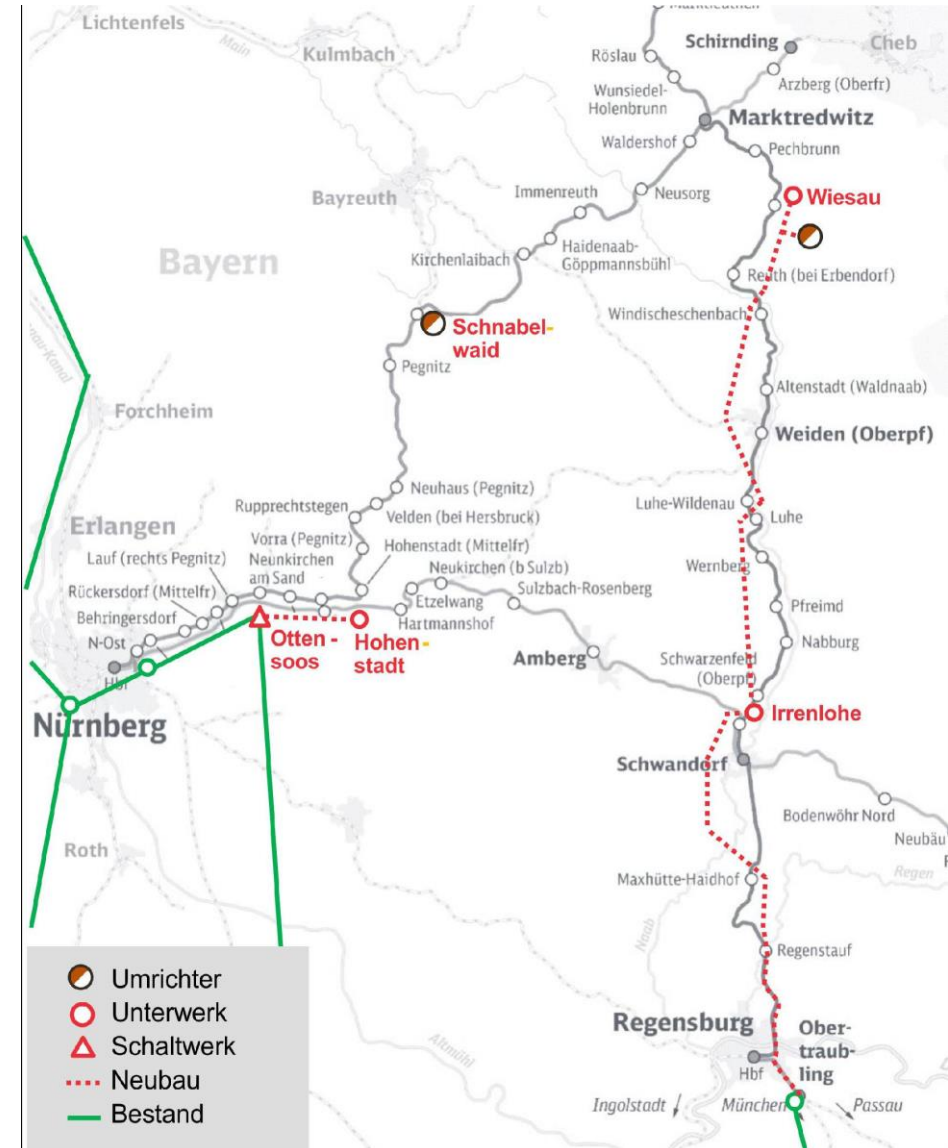 Lichtenfels
Main
Kulmbach
Marktleuthen
Röslau
Schirnding
Cheb
Arzberg (Oberfr)
Wunsiedel-
Holenbrunn
Marktredwitz
Waldershof
Pechbrunn
Bayreuth
Immenreuth
Neusorg
Wiesau
Bayern
Kirchenlaibach
Haidenaab-
Göppmannsbühl
Reuth (bei Erbendorf)
Windischeschenbach
Schnabel-
waid
Pegnitz
Altenstadt (Waldnaab)
Forchheim
Weiden (Oberpf)
Neuhaus (Pegnitz)
Rupprechtstegen
Velden (bei Hersbruck)
Luhe-Wildenau
Luhe
Erlangen
Vorra (Pegnitz)
Hohenstadt (Mittelfr)
Lauf (rechts Pegnitz)
Neunkirchen
am Sand
Neukirchen (b Sulzb)
Wernberg
Rückersdorf (Mittelfr)
Etzelwang
Sulzbach-Rosenberg
Behringersdorf
Hartmannshof
Pfreimd
N-Ost
Otten-
soos
Hohen-
stadt
Nabburg
Hbf
Amberg
Schwarzenfeld
(Oberpf)
Nürnberg
Irrenlohe
Schwandorf
Bodenwöhr Nord
Neubäu
Roth
Maxhütte-Haidhof
Regen
Naab
Regenstauf
Umrichter
Unterwerk
Schaltwerk
Neubau
Bestand
Altmühl
Regensburg
Hbf
Ober-
traub-
ling
Ingolstadt
München
Passau